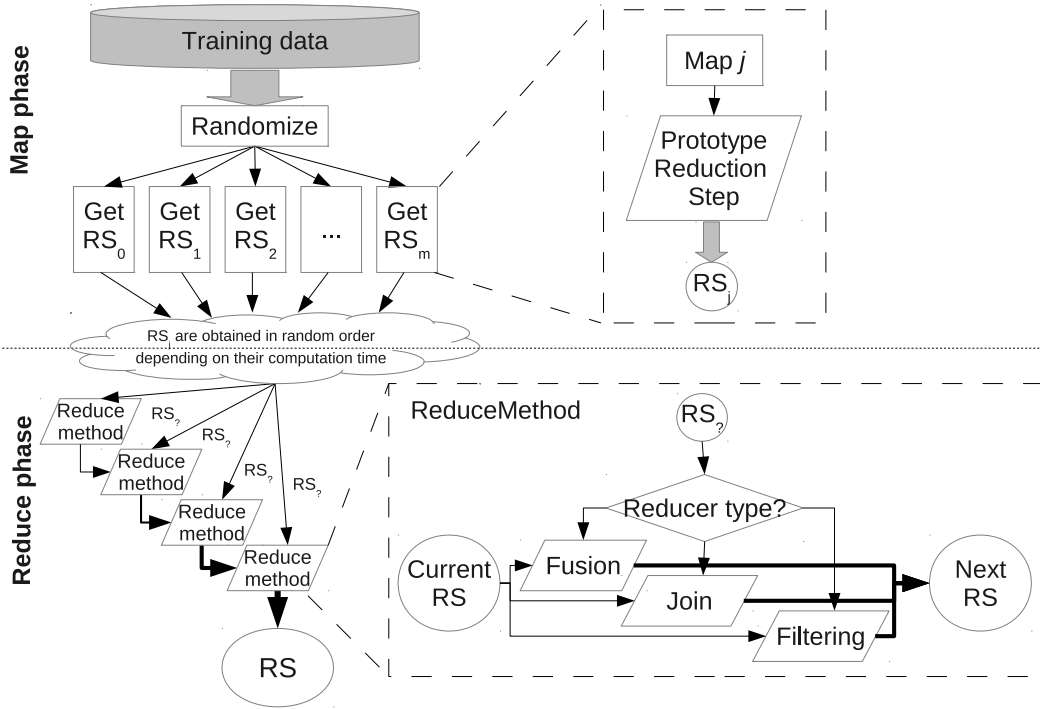 Map phase
Training data
Randomize
Get
RS0
Get
RS1
Get
RS2
...
Get
RSm
Map j
Prototype
Reduction
Step
RSj
RS are obtained in random order
depending on their computation time
Reduce phase
Reduce
method
RS?
Reduce
method
RS?
Reduce
method
RS?
Reduce
method
RS?
RS
ReduceMethod
RS?
Reducer type?
Current
RS
Fusion
Join
Filtering
Next
RS